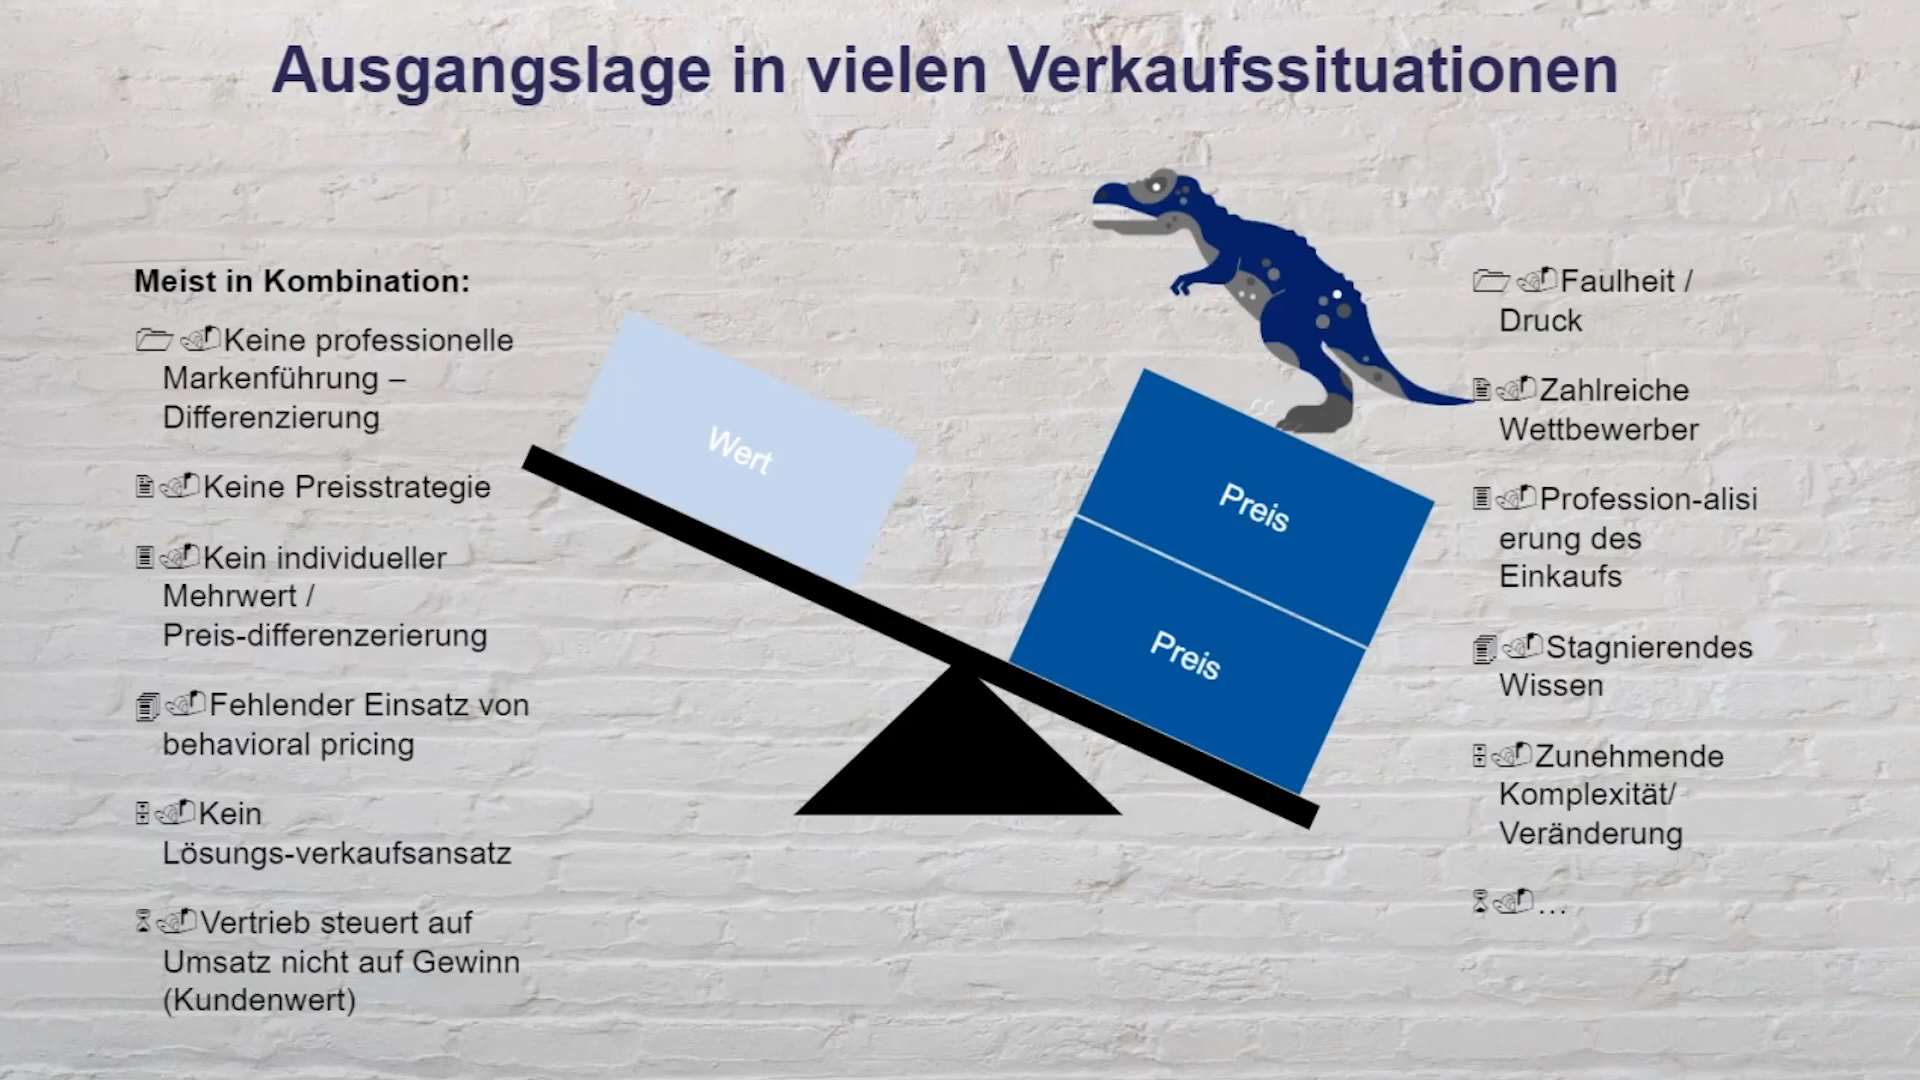 Ausgangslage in vielen Verkaufssituationen
Meist in Kombination:
Keine professionelle
Markenführung –
Differenzierung
Keine Preisstrategie
Kein individueller
Mehrwert /
Preis-differenzerierung
Fehlender Einsatz von
behavioral pricing
Kein
Lösungs-verkaufsansatz
Vertrieb steuert auf
Umsatz nicht auf Gewinn
(Kundenwert)
Wert
Preis
Preis
Faulheit /
Druck
Zahlreiche
Wettbewerber
Profession-alisi
erung des
Einkaufs
Stagnierendes
Wissen
Zunehmende
Komplexität/
Veränderung
…